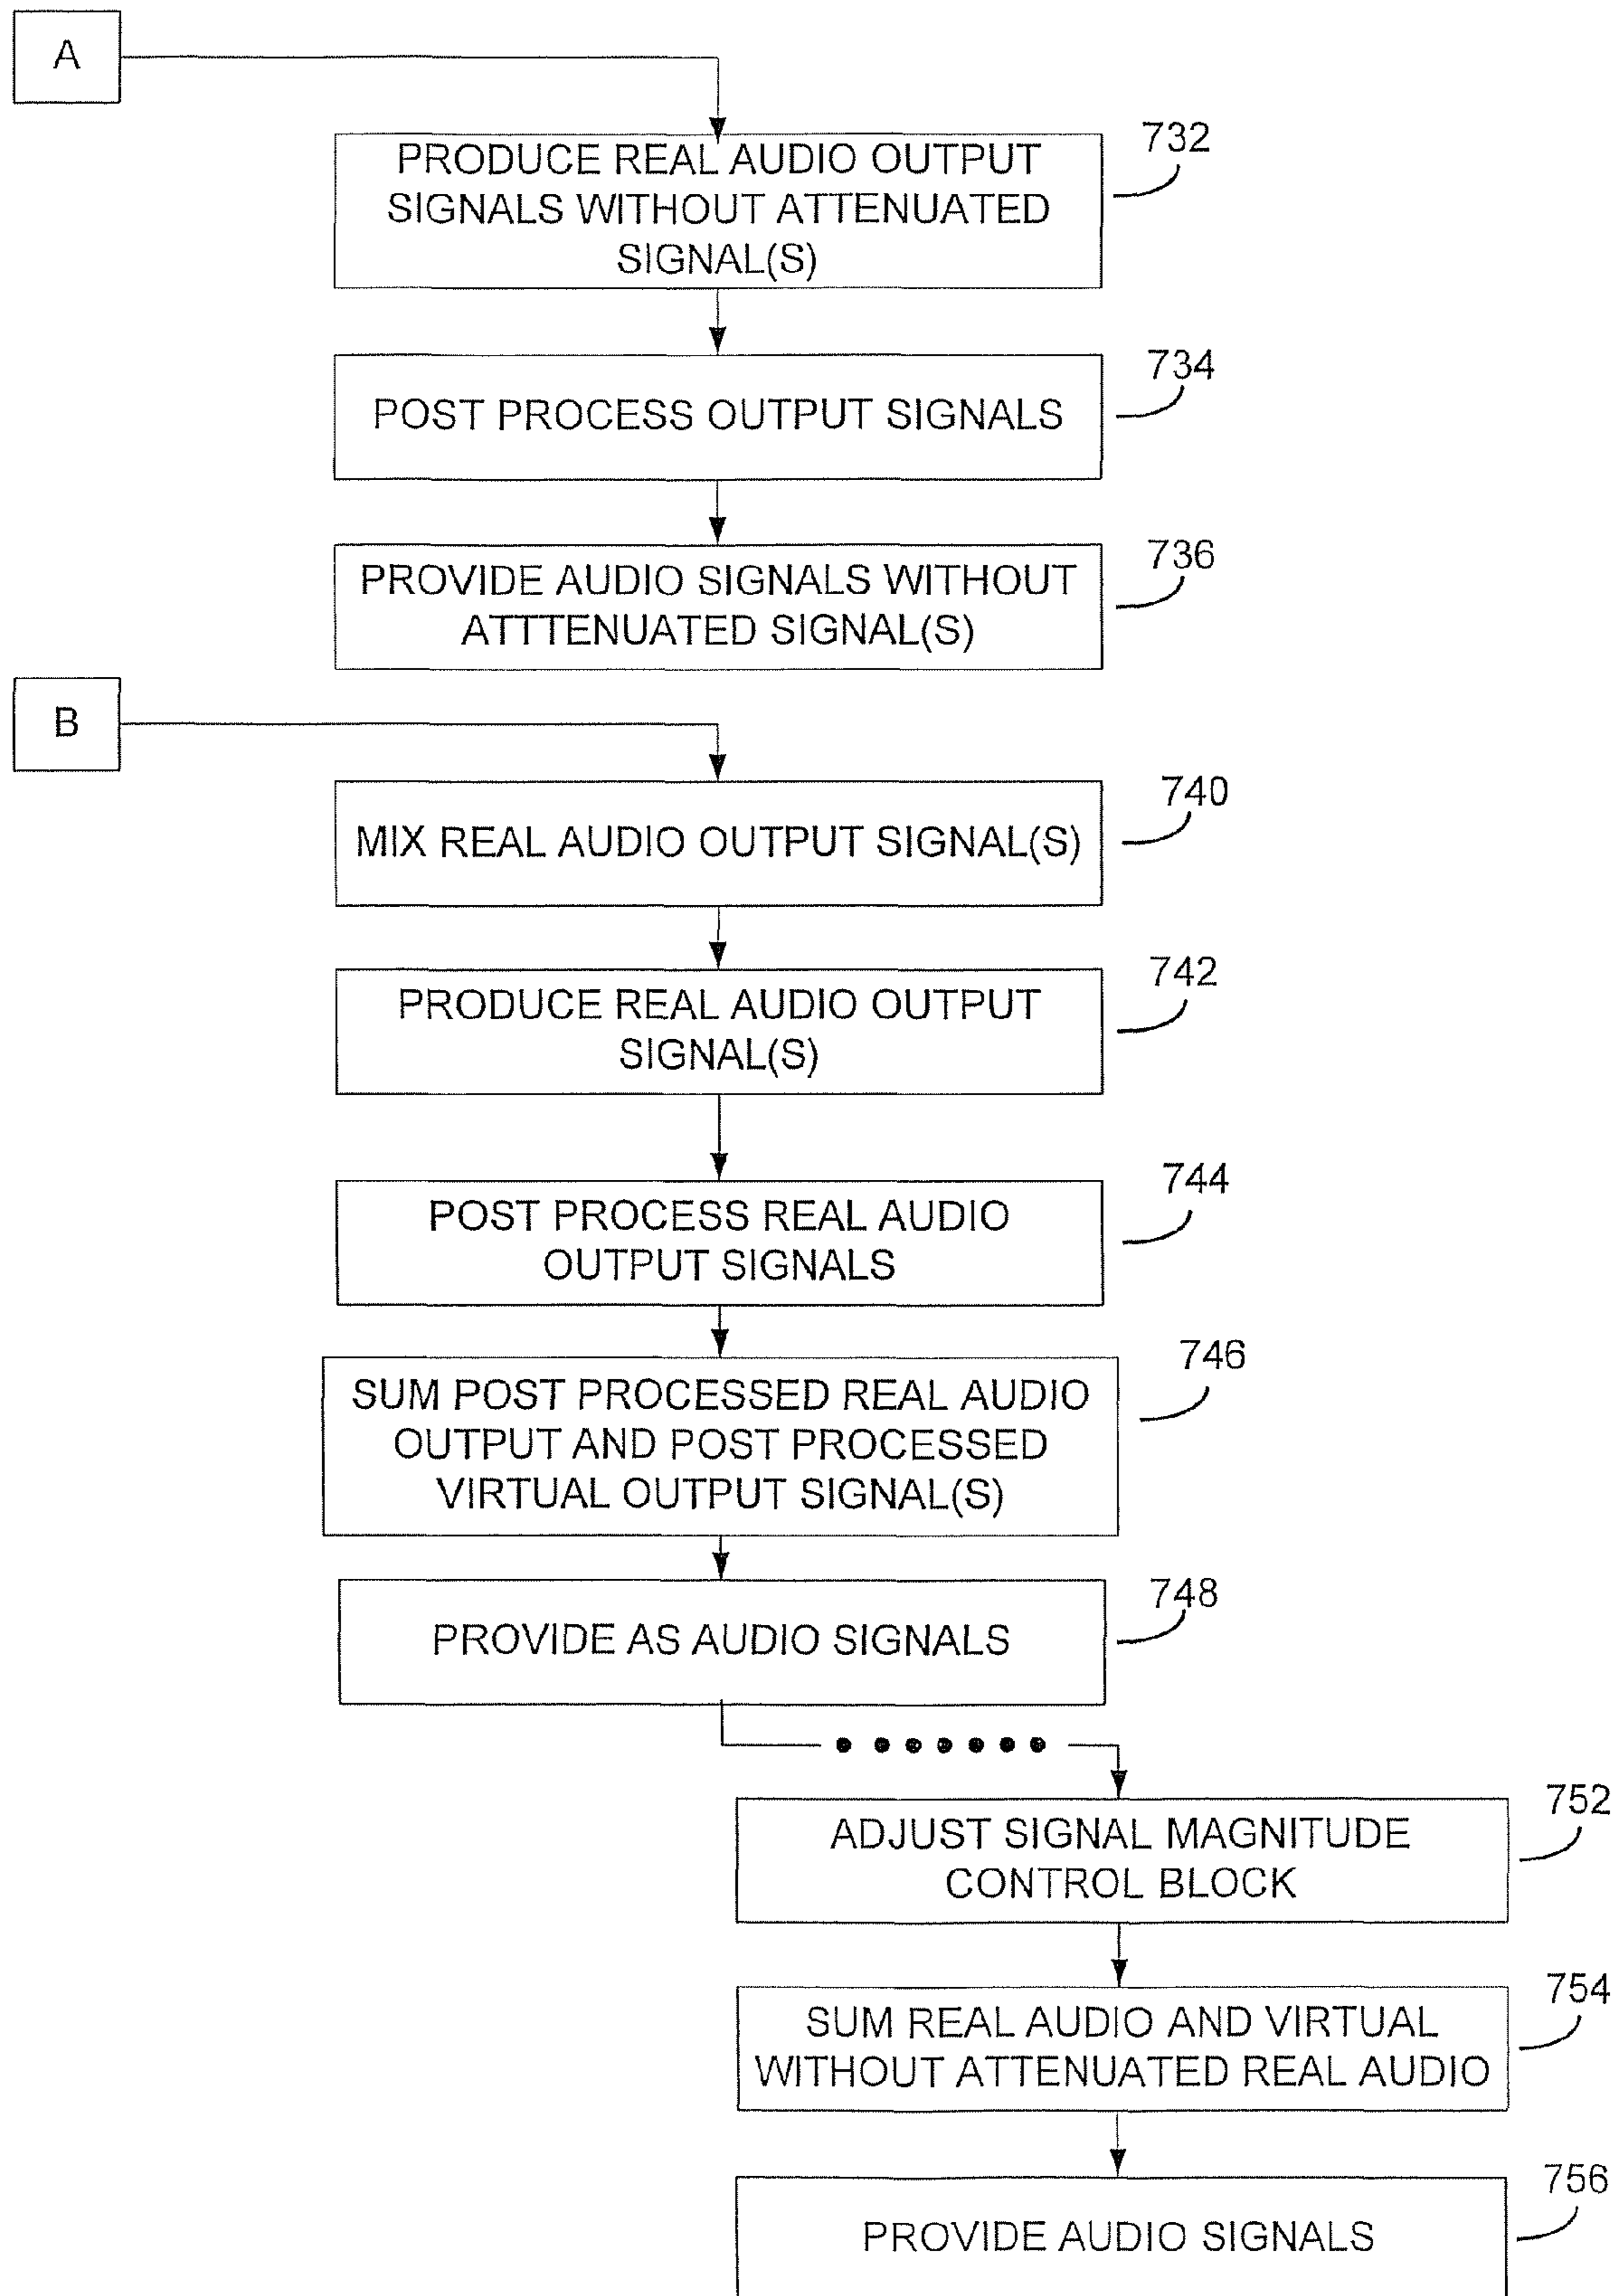 A
732
PRODUCE REAL AUDIO OUTPUT
SIGNALS WITHOUT ATTENUATED
SIGNAL(S)
734
POST PROCESS OUTPUT SIGNALS
736
PROVIDE AUDIO SIGNALS WITHOUT
ATTTENUATED SIGNAL(S)
B
740
MIX REAL AUDIO OUTPUT SIGNAL(S)
742
PRODUCE REAL AUDIO OUTPUT
SIGNAL(S)
744
POST PROCESS REAL AUDIO
OUTPUT SIGNALS
746
SUM POST PROCESSED REAL AUDIO
OUTPUT AND POST PROCESSED
VIRTUAL OUTPUT SIGNAL(S)
748
PROVIDE AS AUDIO SIGNALS
752
ADJUST SIGNAL MAGNITUDE
CONTROL BLOCK
754
SUM REAL AUDIO AND VIRTUAL
WITHOUT ATTENUATED REAL AUDIO
756
PROVIDE AUDIO SIGNALS